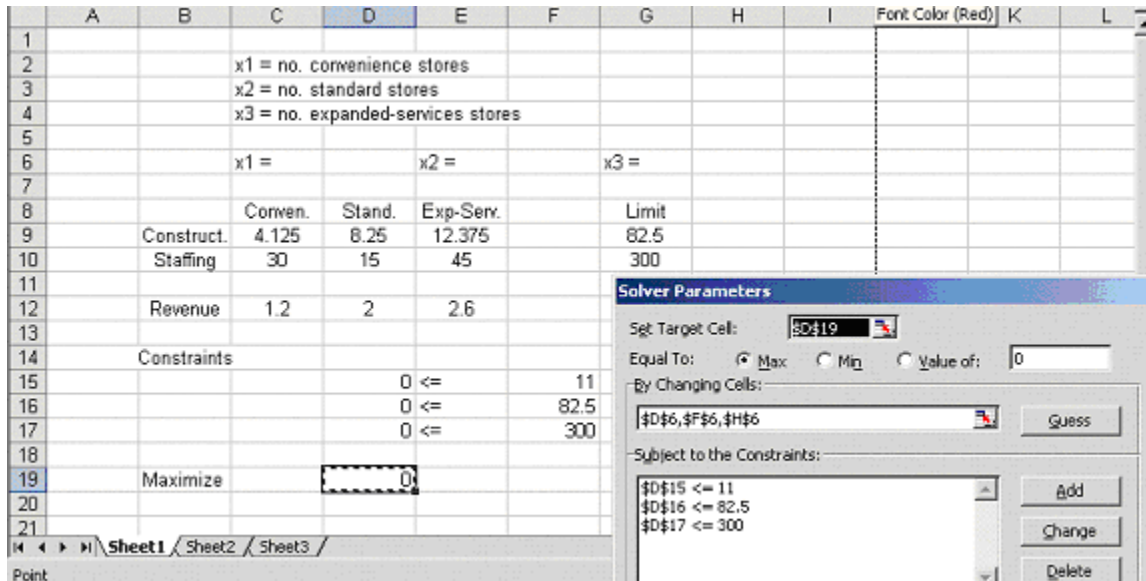 A B C D E F G H I Font Color (Red) K L
1
2 x1 = no. convenience stores
3 x2 = no. standard stores
4 x3 = no. expanded-services stores
5
6 x1 = x2 = x3 =
7
8 Conven. Stand. Exp-Serv. Limit
9 Construct. 4.125 8.25 12.375 82.5
10 Staffing 30 15 45 300
11
12 Revenue 1.2 2 2.6
13
14 Constraints
15 0 <= 11
16 0 <= 82.5
17 0 <= 300
18
19 Maximize 0
20
21
Sheet1 Sheet2 Sheet3
Point
Solver Parameters
Set Target Cell: $D$19
Equal To: Max Min Value of: 0
By Changing Cells:
$D$6,$F$6,$H$6 Guess
Subject to the Constraints:
$D$15 <= 11
$D$16 <= 82.5
$D$17 <= 300
Add
Change
Delete